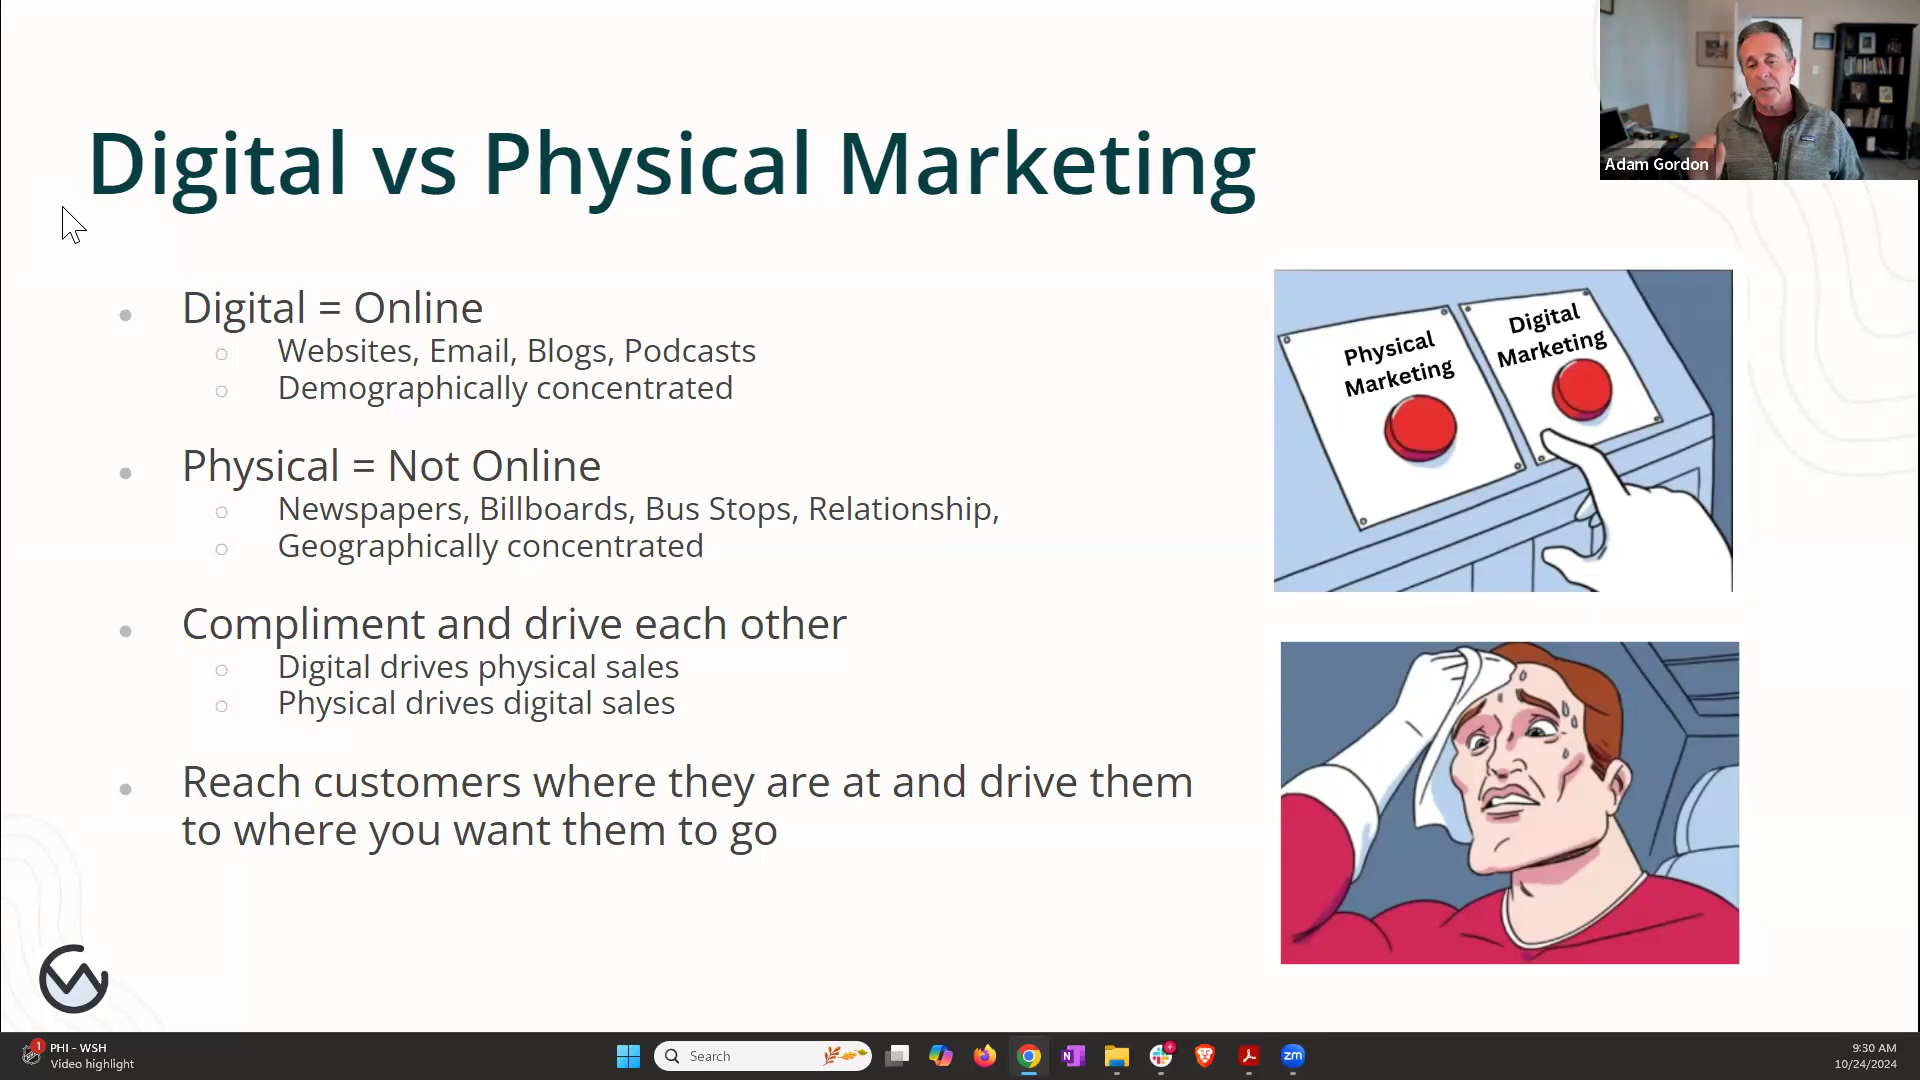 Digital vs Physical Marketing
Adam Gordon
Digital = Online
Websites, Email, Blogs, Podcasts
Demographically concentrated
Physical = Not Online
Newspapers, Billboards, Bus Stops, Relationship,
Geographically concentrated
Compliment and drive each other
Digital drives physical sales
Physical drives digital sales
Reach customers where they are at and drive them
to where you want them to go
Physical
Marketing
Digital
Marketing
1
PHI - WSH
Video highlight
Search
N
zm
9:30 AM
10/24/2024